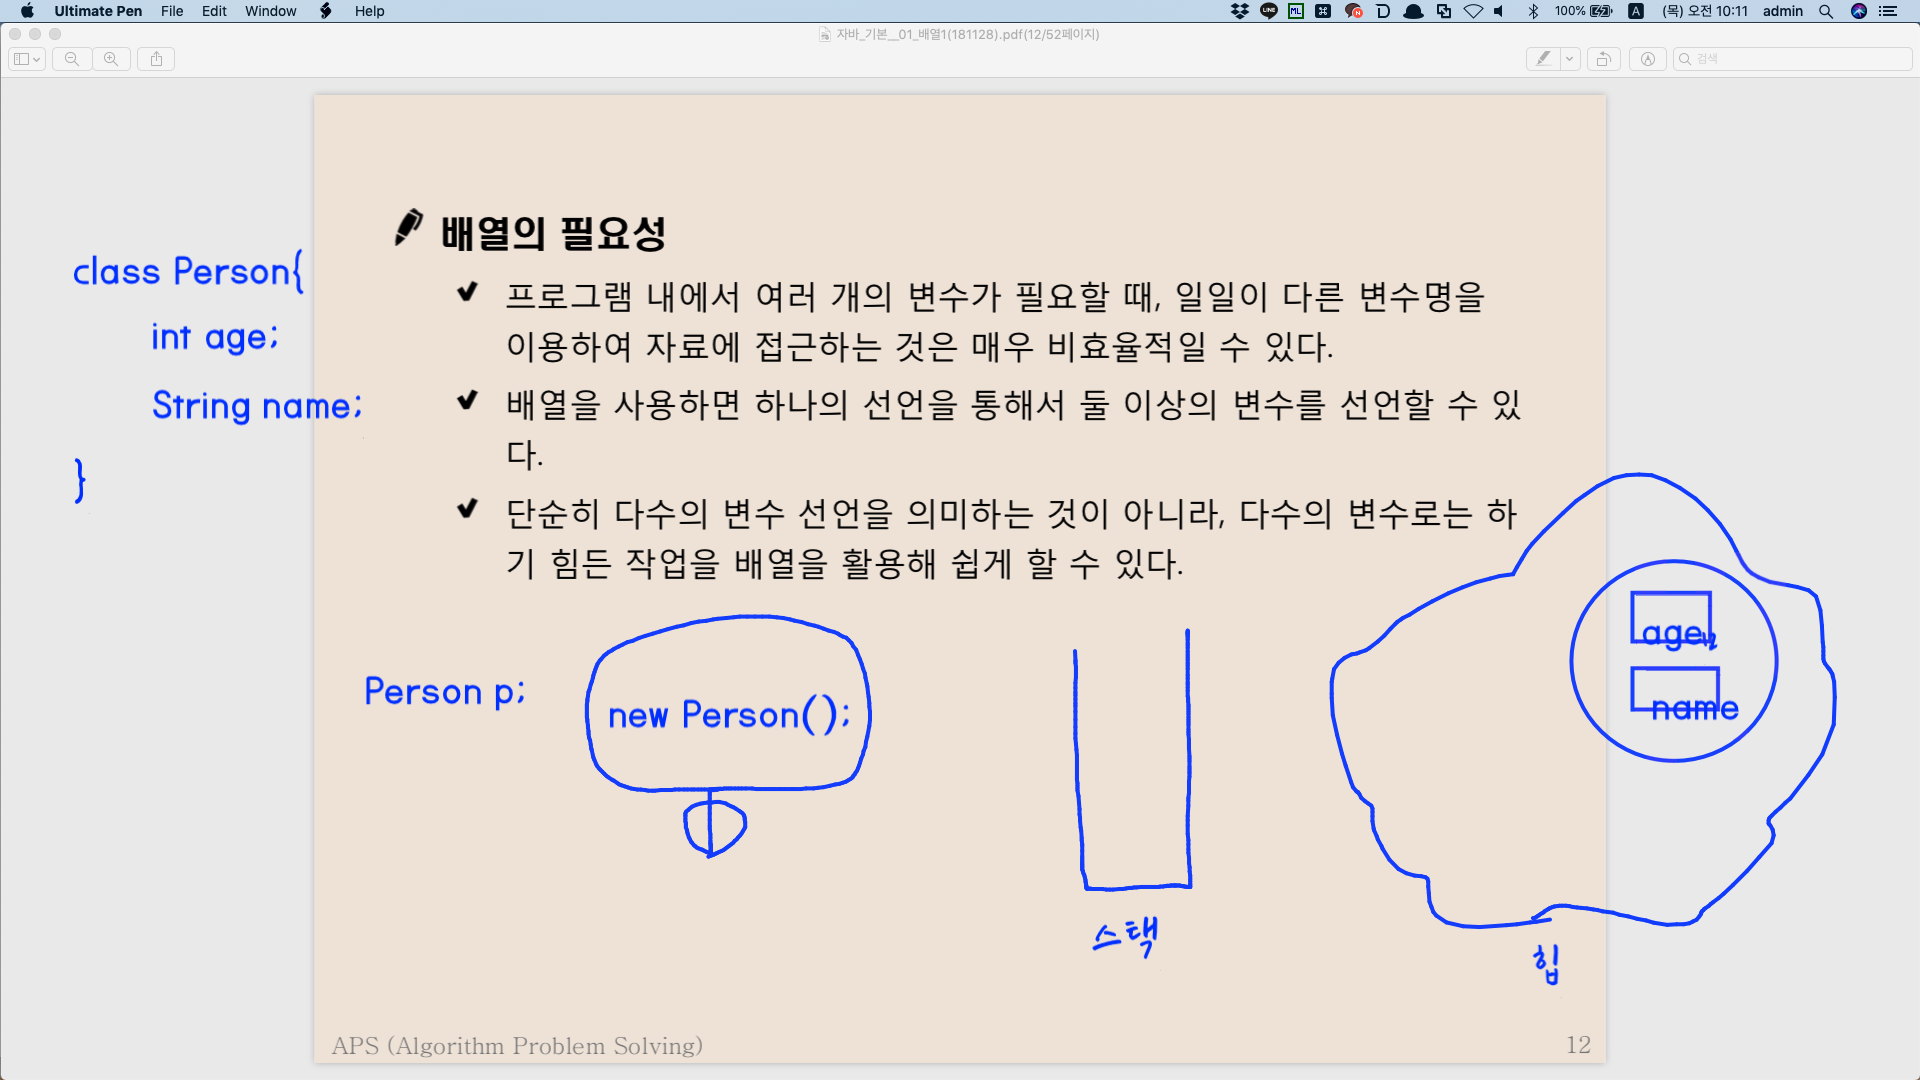 Ultimate Pen File Edit Window Help
100% A (목) 오전 10:11 admin
자바_기본__01_배열1(181128).pdf(12/52페이지)
검색
배열의 필요성
프로그램 내에서 여러 개의 변수가 필요할 때, 일일이 다른 변수명을
이용하여 자료에 접근하는 것은 매우 비효율적일 수 있다.
배열을 사용하면 하나의 선언을 통해서 둘 이상의 변수를 선언할 수 있
다.
단순히 다수의 변수 선언을 의미하는 것이 아니라, 다수의 변수로는 하
기 힘든 작업을 배열을 활용해 쉽게 할 수 있다.
class Person{
int age;
String name;
}
Person p;
new Person();
스택
age
name
힙
APS (Algorithm Problem Solving)
12